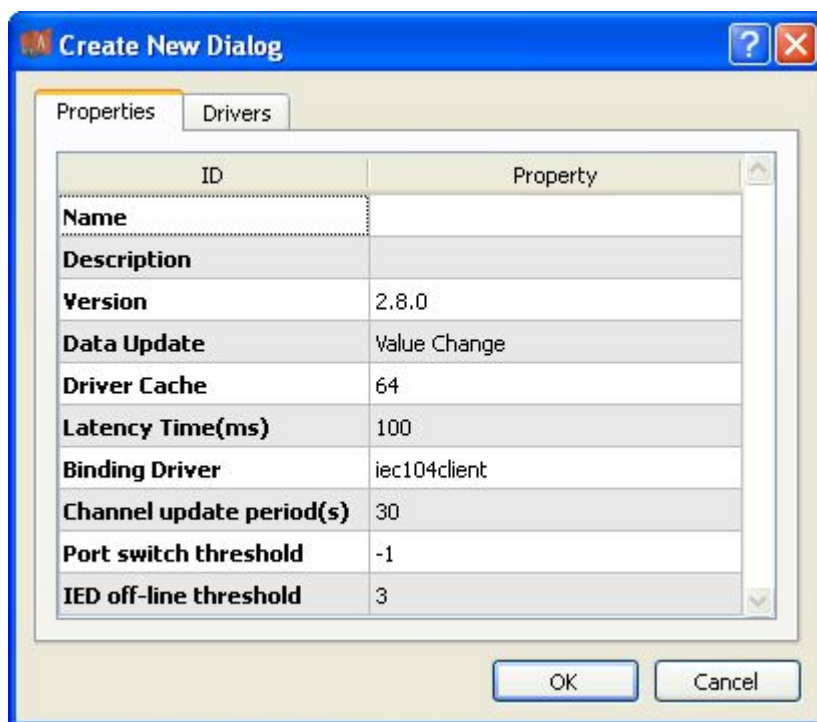 Create New Dialog
Properties Drivers
ID Property
Name
Description
Version 2.8.0
Data Update Value Change
Driver Cache 64
Latency Time(ms) 100
Binding Driver iec104client
Channel update period(s) 30
Port switch threshold -1
IED off-line threshold 3
OK Cancel